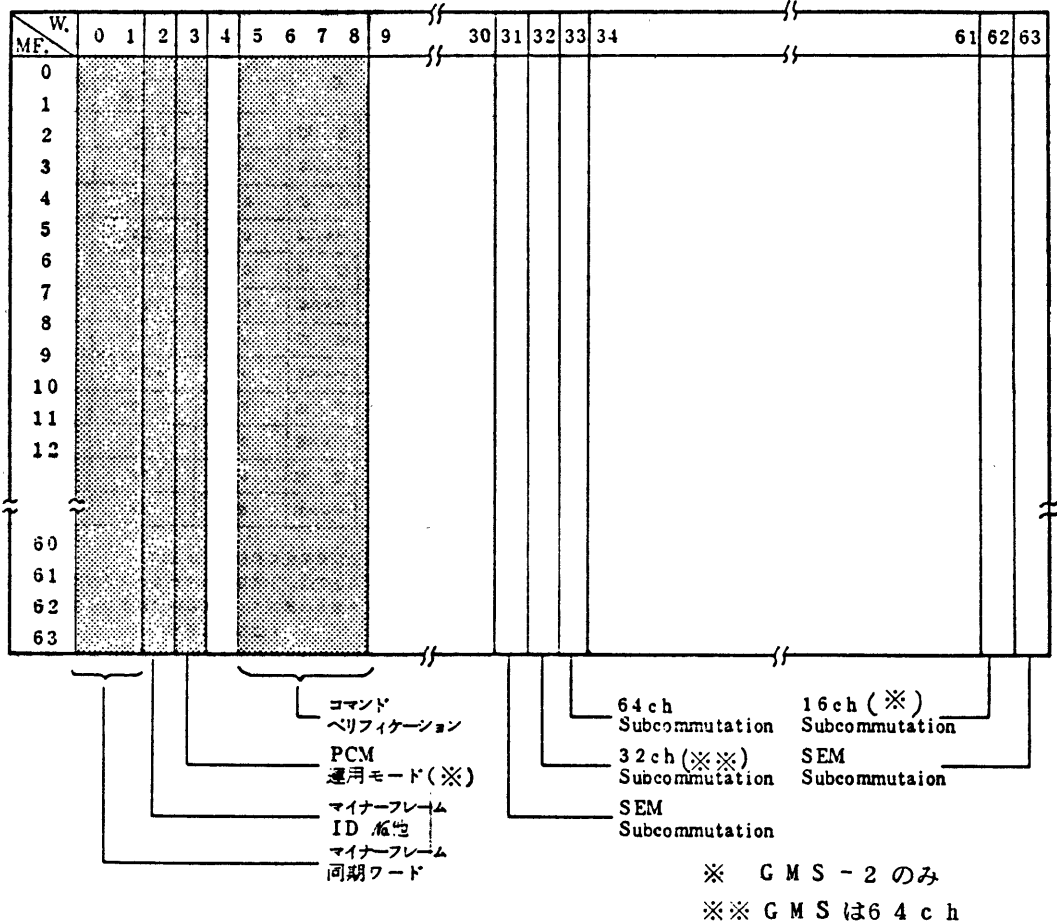 W.
MF.
0 1 2 3 4 5 6 7 8 9 30 31 32 33 34 61 62 63
0
1
2
3
4
5
6
7
8
9
10
11
12
60
61
62
63
コマンド
ベリフィケーション
PCM
運用モード(※)
マイナーフレーム
ID №他
マイナーフレーム
同期ワード
64ch
Subcommutation
32ch(※※)
Subcommutation
SEM
Subcommutation
16ch(※)
Subcommutation
SEM
Subcommutaion
※ GMS-2のみ
※※ GMSは64ch